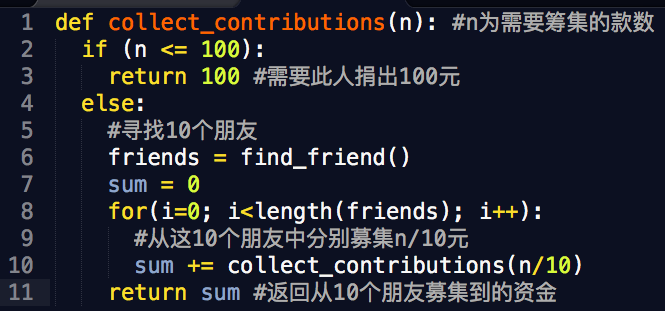 1 def collect_contributions(n): #n为需要筹集的款数
2 if (n <= 100):
3 return 100 #需要此人捐出100元
4 else:
5 #寻找10个朋友
6 friends = find_friend()
7 sum = 0
8 for(i=0; i<length(friends); i++):
9 #从这10个朋友中分别募集n/10元
10 sum += collect_contributions(n/10)
11 return sum #返回从10个朋友募集到的资金